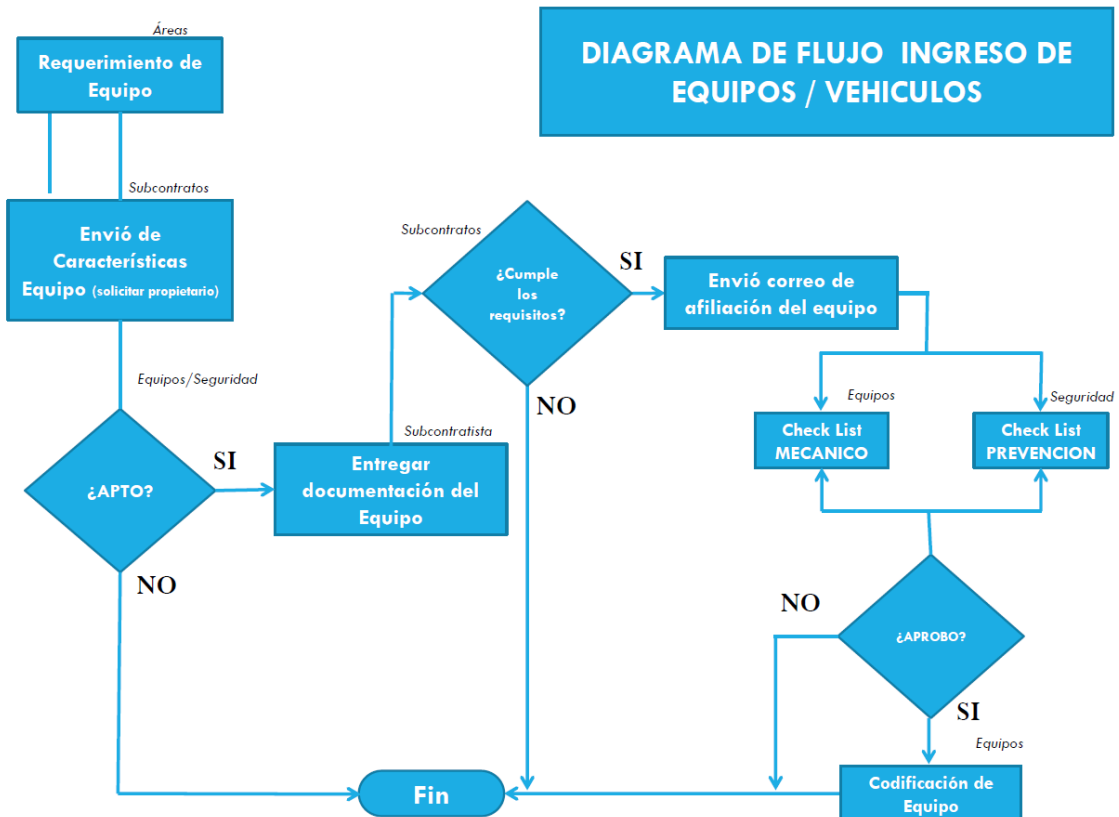 DIAGRAMA DE FLUJO INGRESO DE
EQUIPOS / VEHICULOS
Áreas
Requerimiento de
Equipo
Subcontratos
Envió de
Características
Equipo (solicitar propietario)
Equipos/Seguridad
¿APTO?
SI
NO
Subcontratista
Entregar
documentación del
Equipo
Subcontratos
¿Cumple
los
requisitos?
SI
NO
Envió correo de
afiliación del equipo
Equipos
Check List
MECANICO
Seguridad
Check List
PREVENCION
¿APROBO?
NO
SI
Equipos
Codificación de
Equipo
Fin